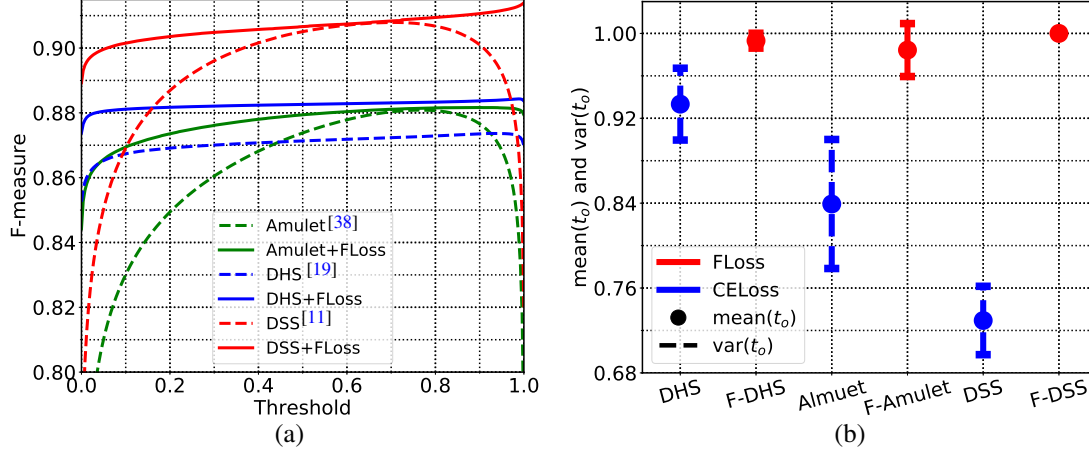 F-measure
0.90
0.88
0.86
0.84
0.82
0.80
Amulet[38]
Amulet+FLoss
DHS [19]
DHS+FLoss
DSS[11]
DSS+FLoss
0.0 0.2 0.4 0.6 0.8 1.0
Threshold
(a)
mean(t_o) and var(t_o)
1.00
0.92
0.84
0.76
0.68
FLoss
CELoss
mean(t_o)
var(t_o)
DHS F-DHS Almuet F-Amulet DSS F-DSS
(b)